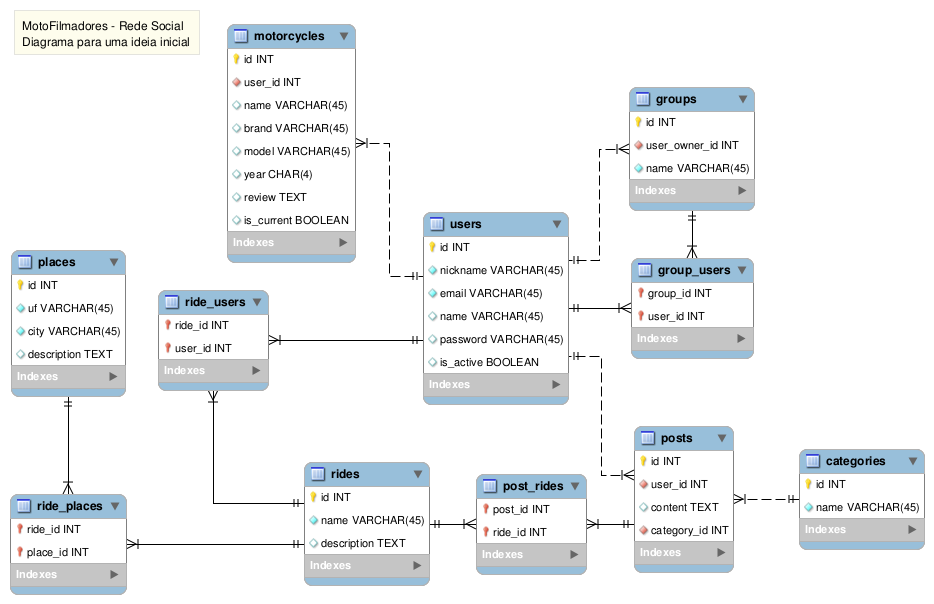 MotoFilmadores - Rede Social
Diagrama para uma ideia inicial
motorcycles
id INT
user_id INT
name VARCHAR(45)
brand VARCHAR(45)
model VARCHAR(45)
year CHAR(4)
review TEXT
is_current BOOLEAN
Indexes
groups
id INT
user_owner_id INT
name VARCHAR(45)
Indexes
users
id INT
nickname VARCHAR(45)
email VARCHAR(45)
name VARCHAR(45)
password VARCHAR(45)
is_active BOOLEAN
Indexes
places
id INT
uf VARCHAR(45)
city VARCHAR(45)
description TEXT
Indexes
ride_users
ride_id INT
user_id INT
Indexes
group_users
group_id INT
user_id INT
Indexes
posts
id INT
user_id INT
content TEXT
category_id INT
Indexes
categories
id INT
name VARCHAR(45)
Indexes
rides
id INT
name VARCHAR(45)
description TEXT
Indexes
post_rides
post_id INT
ride_id INT
Indexes
ride_places
ride_id INT
place_id INT
Indexes